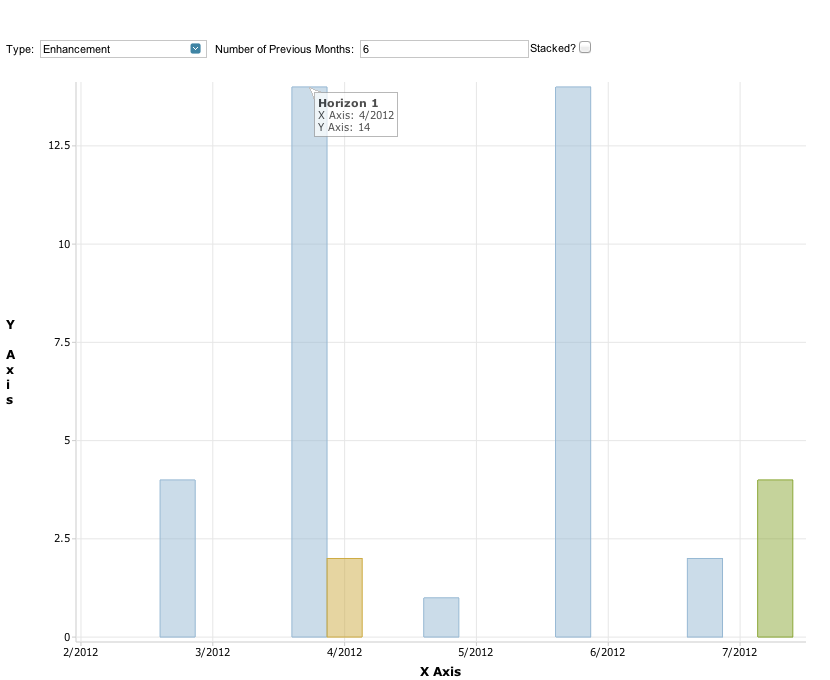 Type: Enhancement Number of Previous Months: 6 Stacked?
Horizon 1
X Axis: 4/2012
Y Axis: 14
12.5
10
7.5
5
2.5
0
Y Axis
2/2012 3/2012 4/2012 5/2012 6/2012 7/2012
X Axis